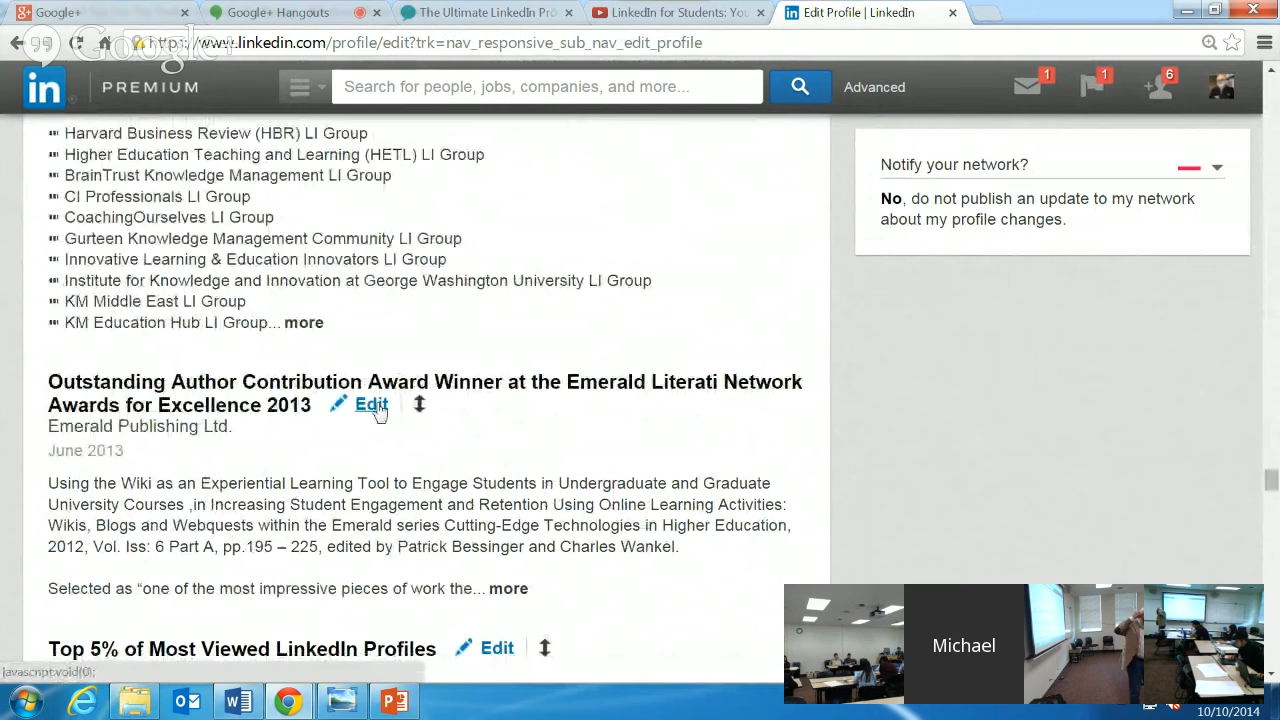 Google+
Google+ Hangouts
The Ultimate LinkedIn Pro
LinkedIn for Students: You
Edit Profile | LinkedIn
https://www.linkedin.com/profile/edit?trk=nav_responsive_sub_nav_edit_profile
Google+
in PREMIUM
Search for people, jobs, companies, and more...
Advanced
1
1
6
Harvard Business Review (HBR) LI Group
Higher Education Teaching and Learning (HETL) LI Group
BrainTrust Knowledge Management LI Group
CI Professionals LI Group
CoachingOurselves LI Group
Gurteen Knowledge Management Community LI Group
Innovative Learning & Education Innovators LI Group
Institute for Knowledge and Innovation at George Washington University LI Group
KM Middle East LI Group
KM Education Hub LI Group... more
Notify your network?
No, do not publish an update to my network
about my profile changes.
Outstanding Author Contribution Award Winner at the Emerald Literati Network
Awards for Excellence 2013 Edit
Emerald Publishing Ltd.
June 2013
Using the Wiki as an Experiential Learning Tool to Engage Students in Undergraduate and Graduate
University Courses ,in Increasing Student Engagement and Retention Using Online Learning Activities:
Wikis, Blogs and Webquests within the Emerald series Cutting-Edge Technologies in Higher Education,
2012, Vol. Iss: 6 Part A, pp.195 – 225, edited by Patrick Bessinger and Charles Wankel.
Selected as “one of the most impressive pieces of work the... more
Top 5% of Most Viewed LinkedIn Profiles Edit
javascript:void(0);
Michael
10/10/2014